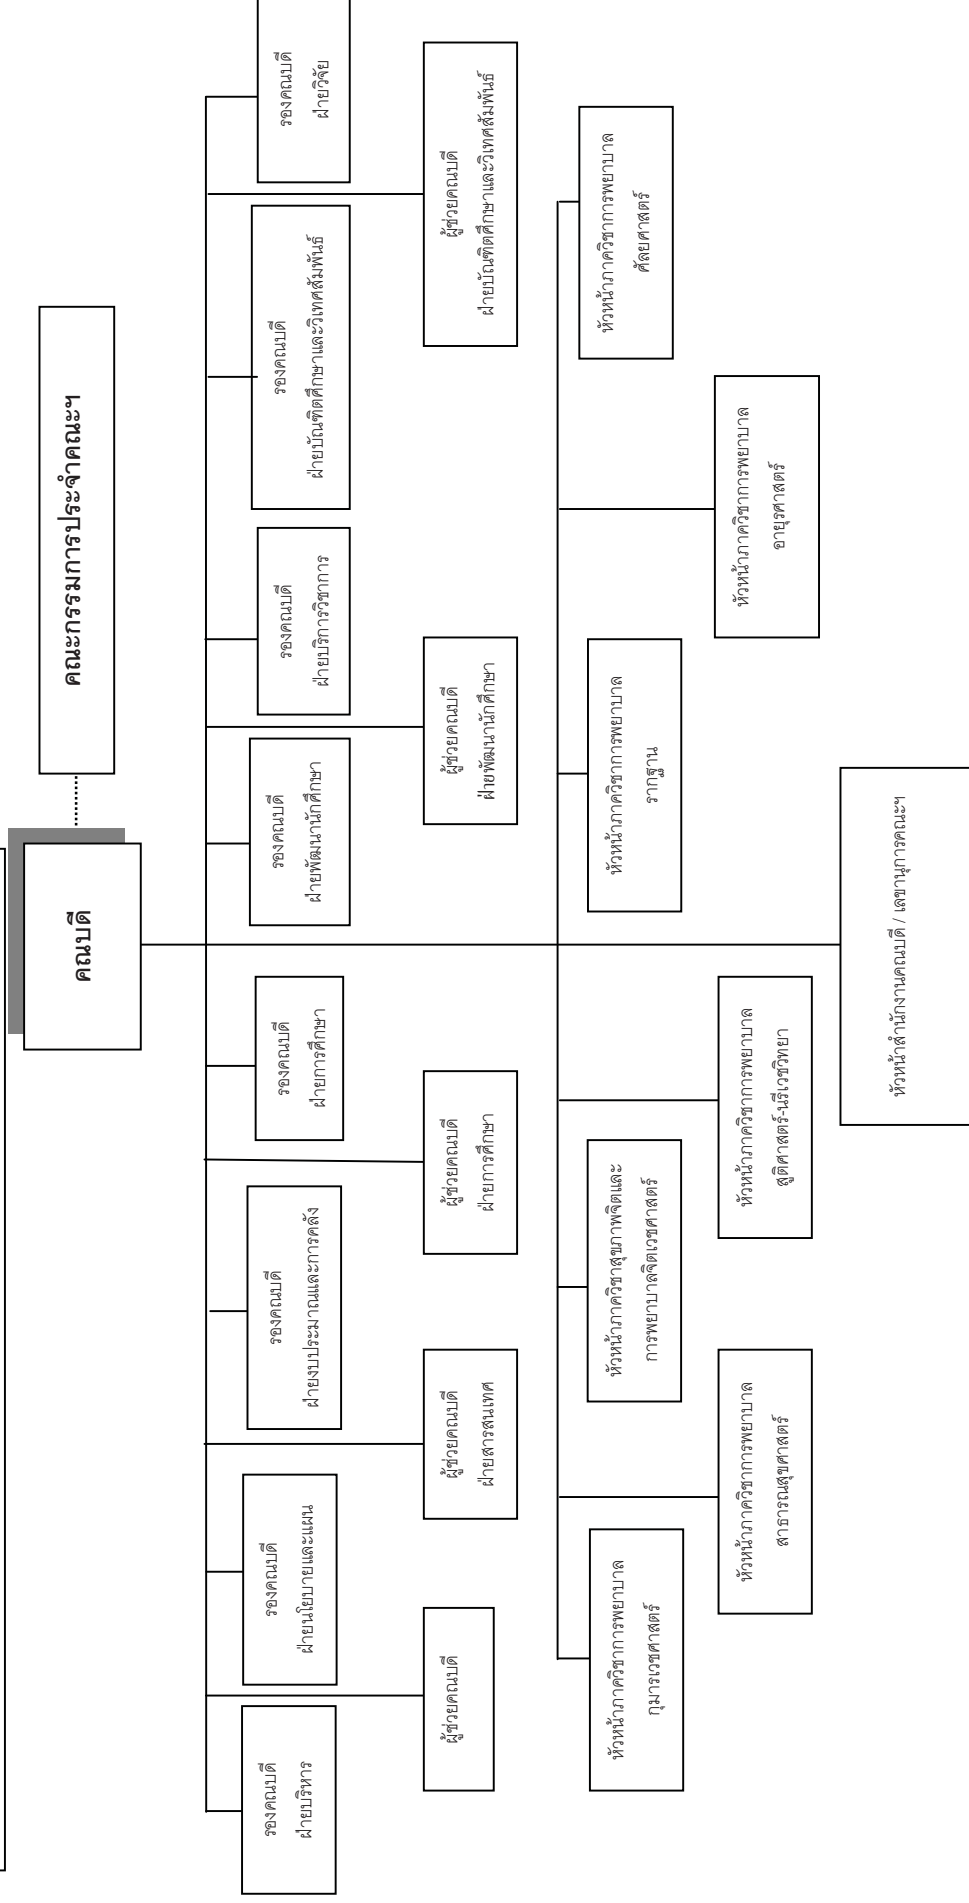 คณบดี
คณะกรรมการประจำคณะฯ
รองคณบดี
ฝ่ายบริหาร
รองคณบดี
ฝ่ายนโยบายและแผน
รองคณบดี
ฝ่ายงบประมาณและการคลัง
รองคณบดี
ฝ่ายการศึกษา
รองคณบดี
ฝ่ายพัฒนานักศึกษา
รองคณบดี
ฝ่ายบริการวิชาการ
รองคณบดี
ฝ่ายบัณฑิตศึกษาและวิเทศสัมพันธ์
รองคณบดี
ฝ่ายวิจัย
ผู้ช่วยคณบดี
ผู้ช่วยคณบดี
ฝ่ายสารสนเทศ
ผู้ช่วยคณบดี
ฝ่ายการศึกษา
ผู้ช่วยคณบดี
ฝ่ายพัฒนานักศึกษา
ผู้ช่วยคณบดี
ฝ่ายบัณฑิตศึกษาและวิเทศสัมพันธ์
หัวหน้าภาควิชาการพยาบาล
กุมารเวชศาสตร์
หัวหน้าภาควิชาสุขภาพจิตและ
การพยาบาลจิตเวชศาสตร์
หัวหน้าภาควิชาการพยาบาล
รากฐาน
หัวหน้าภาควิชาการพยาบาล
ศัลยศาสตร์
หัวหน้าภาควิชาการพยาบาล
สาธารณสุขศาสตร์
หัวหน้าภาควิชาการพยาบาล
สูติศาสตร์-นรีเวชวิทยา
หัวหน้าภาควิชาการพยาบาล
อายุรศาสตร์
หัวหน้าสำนักงานคณบดี / เลขานุการคณะฯ